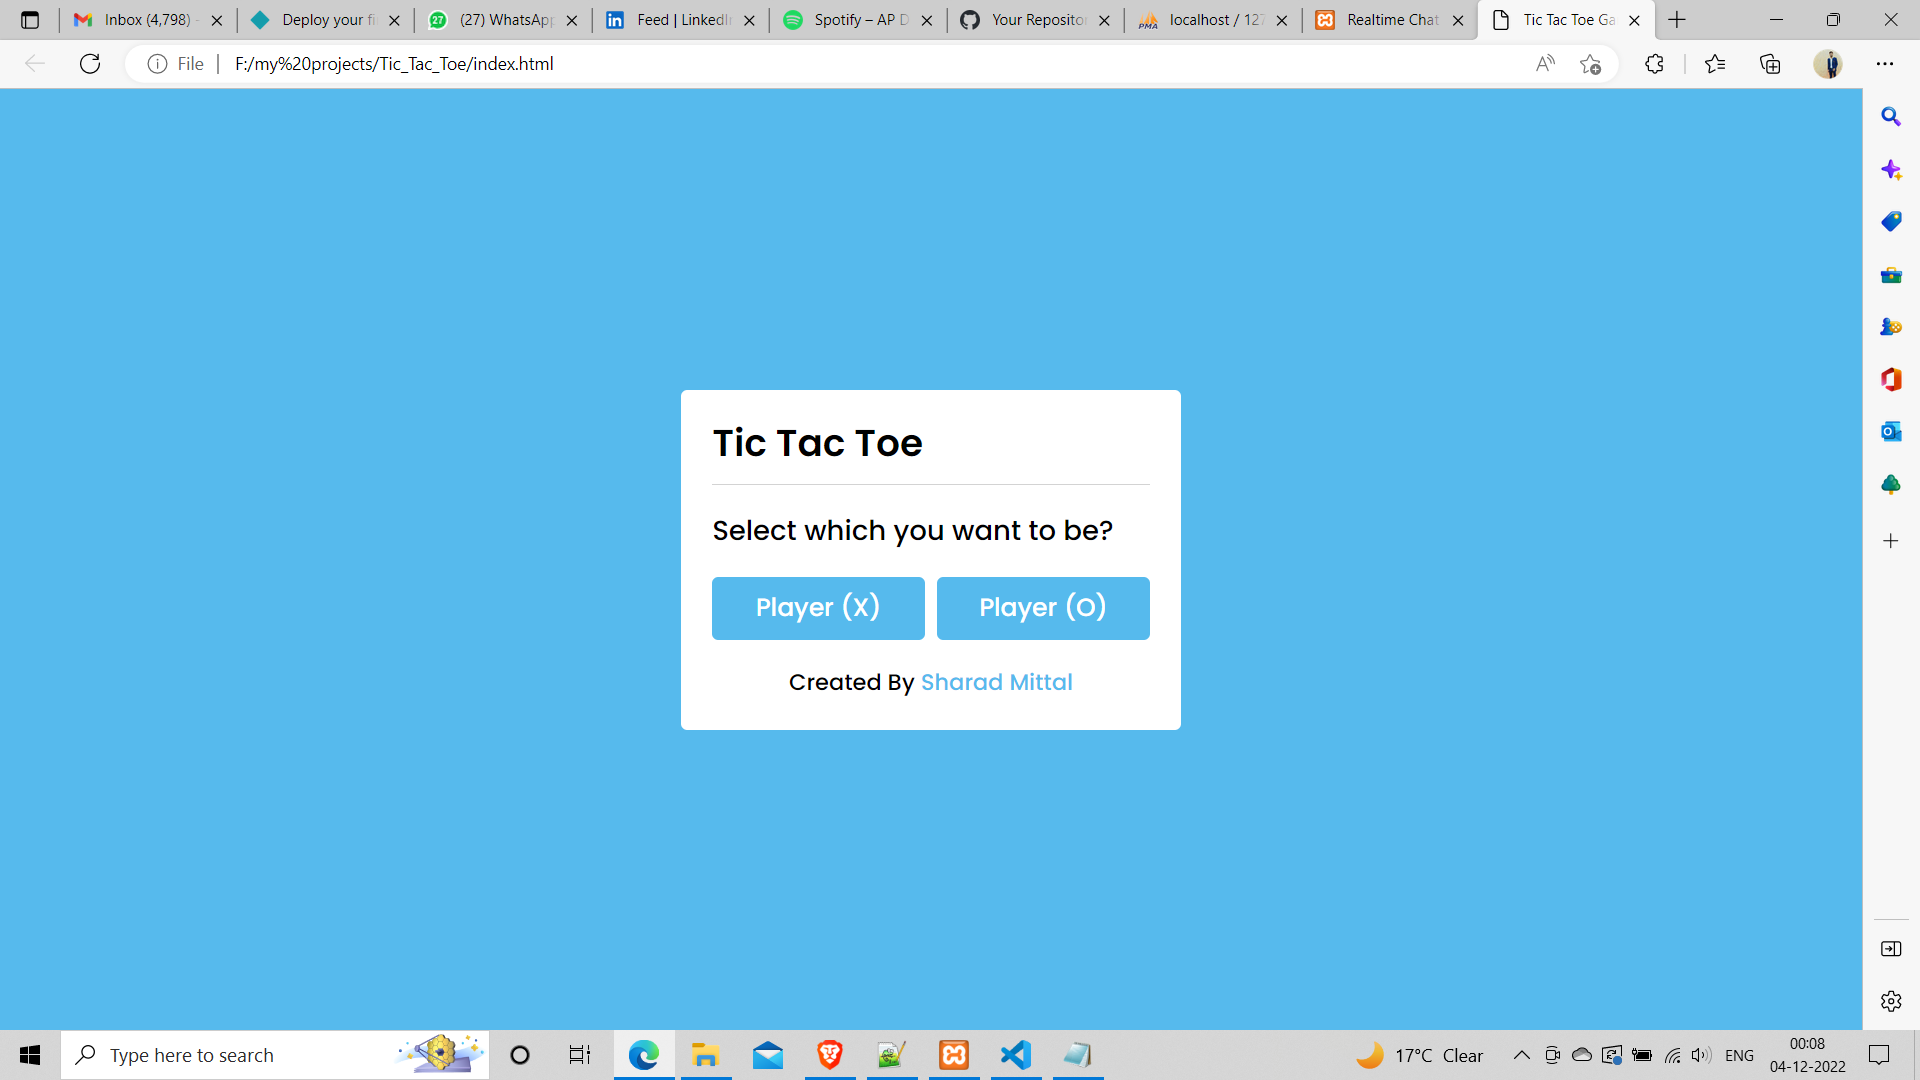 Inbox (4,798) -
Deploy your fi
(27) WhatsApp
Feed | LinkedIn
Spotify – AP D
Your Repositor
localhost / 127
Realtime Chat
Tic Tac Toe Ga
File
F:/my%20projects/Tic_Tac_Toe/index.html
Tic Tac Toe
Select which you want to be?
Player (X)
Player (O)
Created By Sharad Mittal
Type here to search
17°C Clear
ENG
00:08
04-12-2022